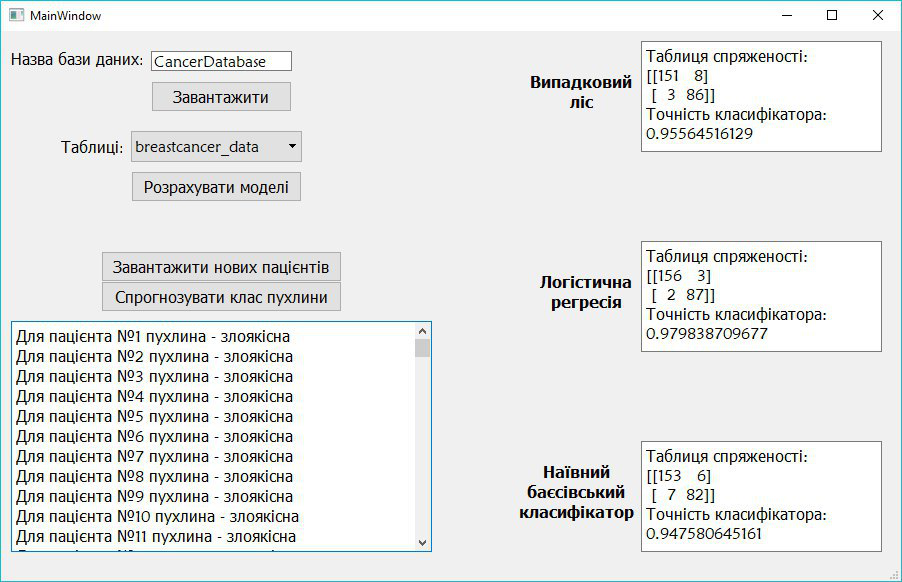 MainWindow
Назва бази даних: CancerDatabase
Завантажити
Таблиці: breastcancer_data
Розрахувати моделі
Завантажити нових пацієнтів
Спрогнозувати клас пухлини
Для пацієнта №1 пухлина - злоякісна
Для пацієнта №2 пухлина - злоякісна
Для пацієнта №3 пухлина - злоякісна
Для пацієнта №4 пухлина - злоякісна
Для пацієнта №5 пухлина - злоякісна
Для пацієнта №6 пухлина - злоякісна
Для пацієнта №7 пухлина - злоякісна
Для пацієнта №8 пухлина - злоякісна
Для пацієнта №9 пухлина - злоякісна
Для пацієнта №10 пухлина - злоякісна
Для пацієнта №11 пухлина - злоякісна
Випадковий
ліс
Таблиця спряженості:
[[151 8]
[ 3 86]]
Точність класифікатора:
0.95564516129
Логістична
регресія
Таблиця спряженості:
[[156 3]
[ 2 87]]
Точність класифікатора:
0.979838709677
Наївний
баєсівський
класифікатор
Таблиця спряженості:
[[153 6]
[ 7 82]]
Точність класифікатора:
0.947580645161